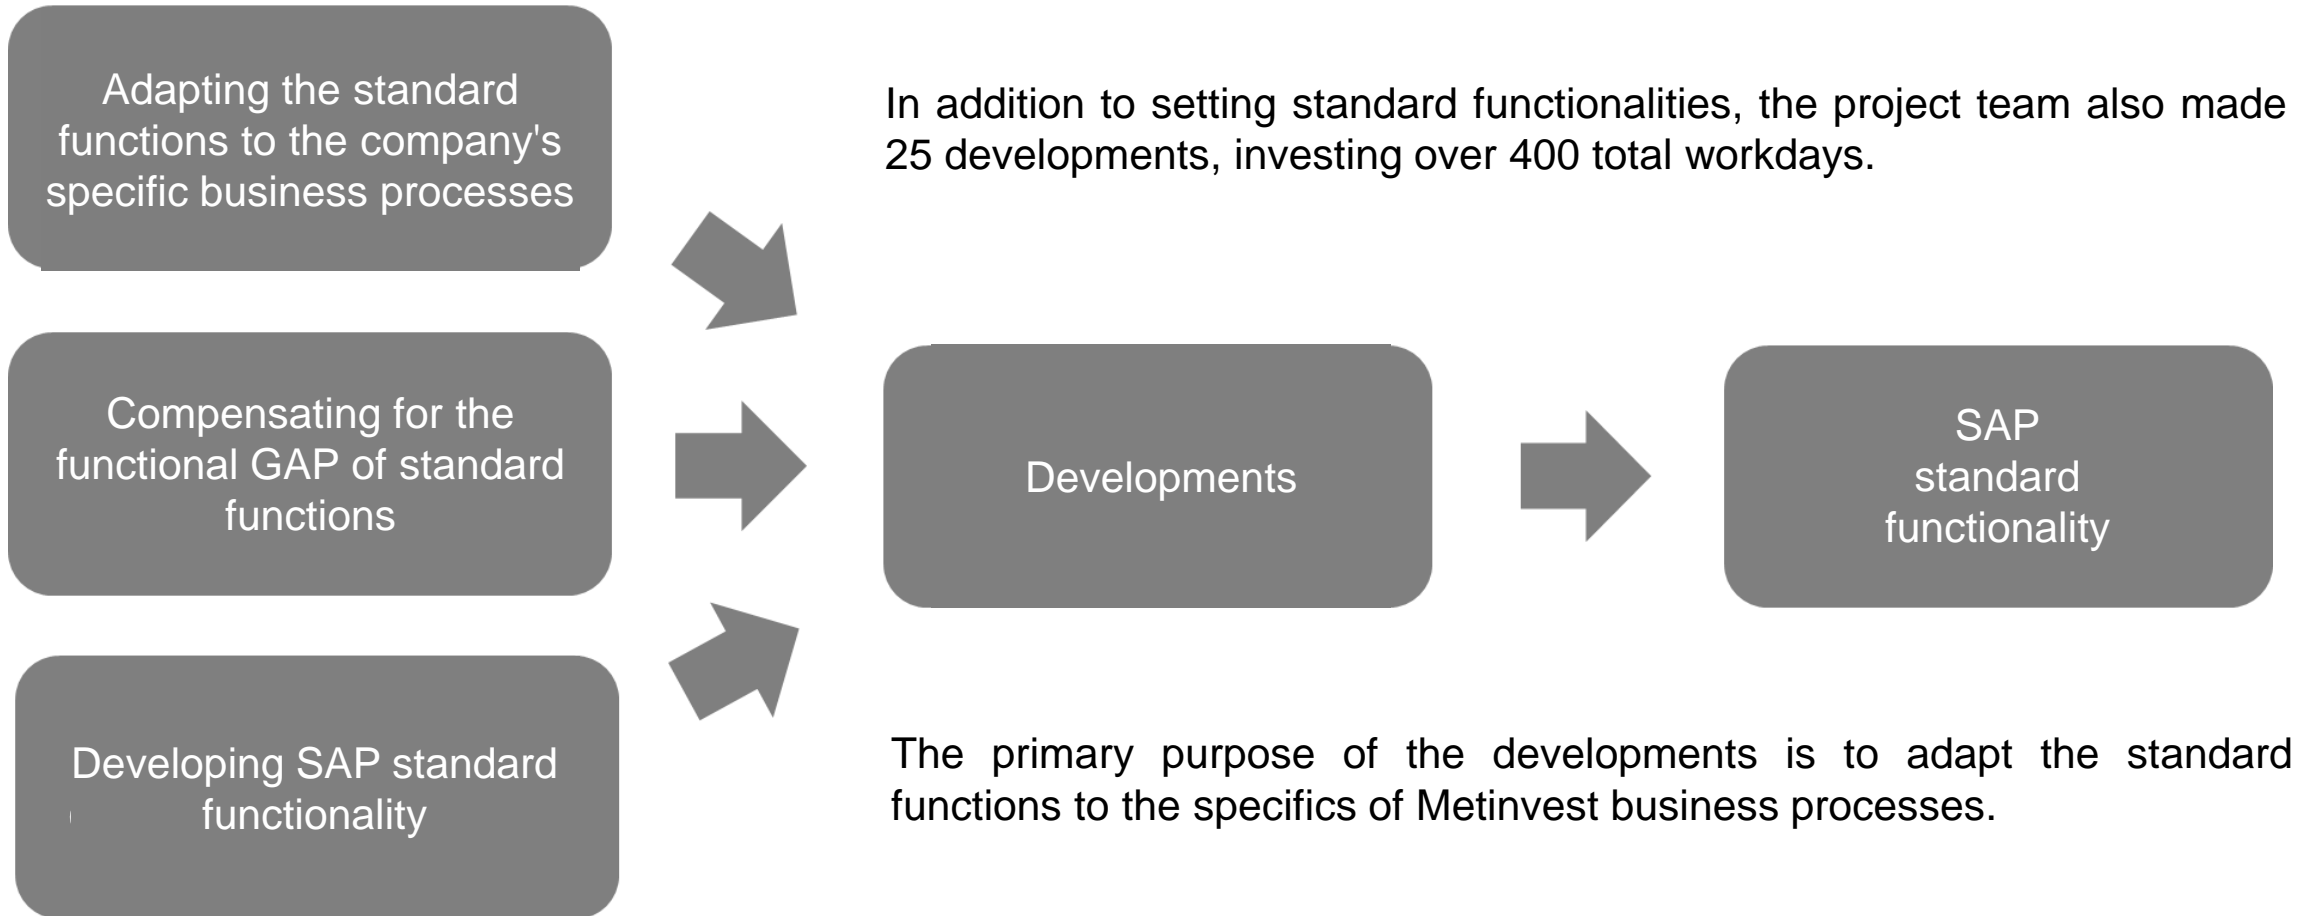 Adapting the standard
functions to the company's
specific business processes
In addition to setting standard functionalities, the project team also made
25 developments, investing over 400 total workdays.
Compensating for the
functional GAP of standard
functions
Developments
SAP
standard
functionality
Developing SAP standard
functionality
The primary purpose of the developments is to adapt the standard
functions to the specifics of Metinvest business processes.